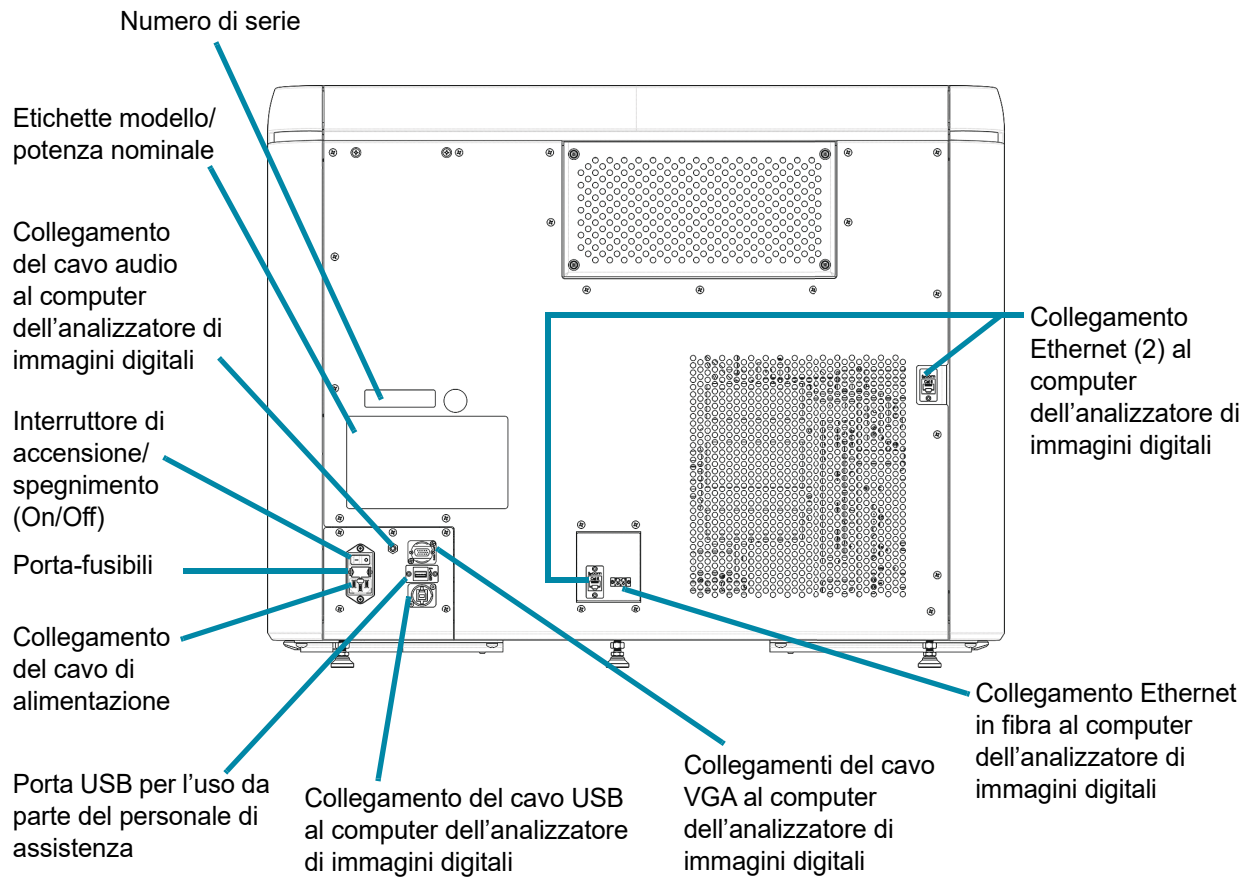 Numero di serie
Etichette modello/
potenza nominale
Collegamento
del cavo audio
al computer
dell’analizzatore di
immagini digitali
Interruttore di
accensione/
spegnimento
(On/Off)
Porta-fusibili
Collegamento
del cavo di
alimentazione
Porta USB per l’uso da
parte del personale di
assistenza
Collegamento del cavo USB
al computer dell’analizzatore
di immagini digitali
Collegamenti del cavo
VGA al computer
dell’analizzatore di
immagini digitali
Collegamento Ethernet
in fibra al computer
dell’analizzatore di
immagini digitali
Collegamento
Ethernet (2) al
computer
dell’analizzatore di
immagini digitali